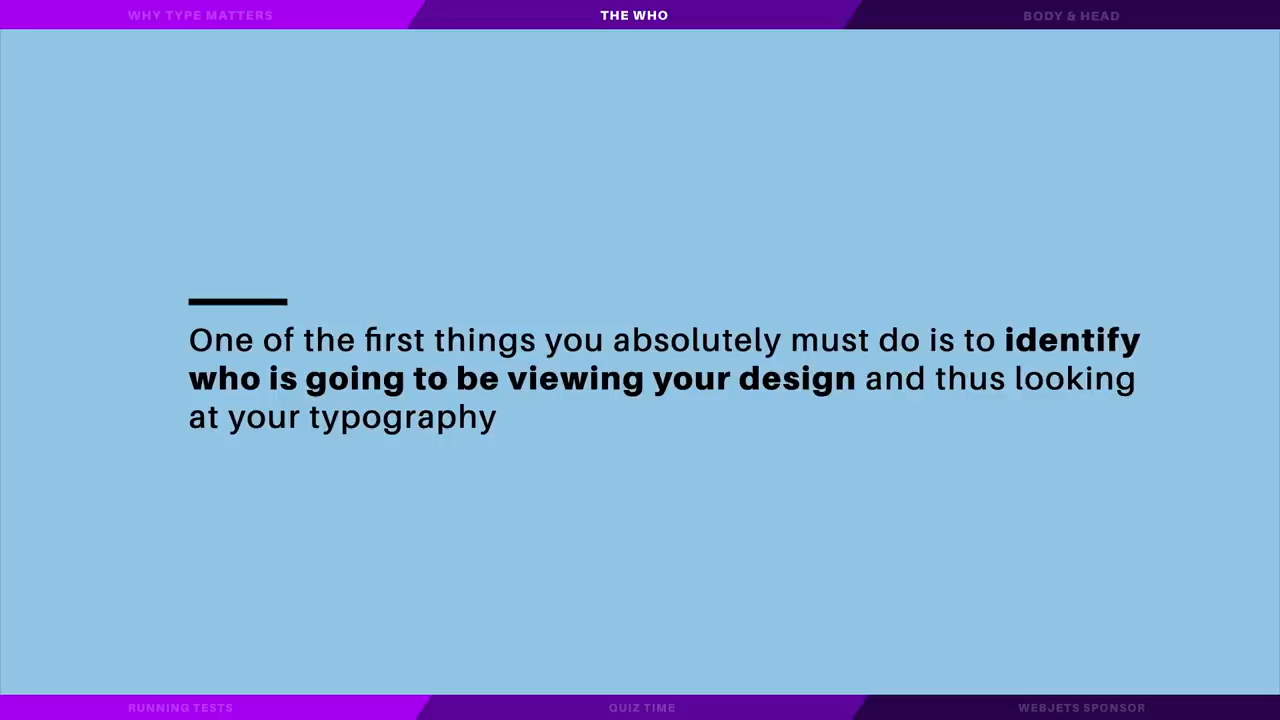 WHY TYPE MATTERS
THE WHO
BODY & HEAD
One of the first things you absolutely must do is to identify
who is going to be viewing your design and thus looking
at your typography
RUNNING TESTS
QUIZ TIME
WEBJETS SPONSOR